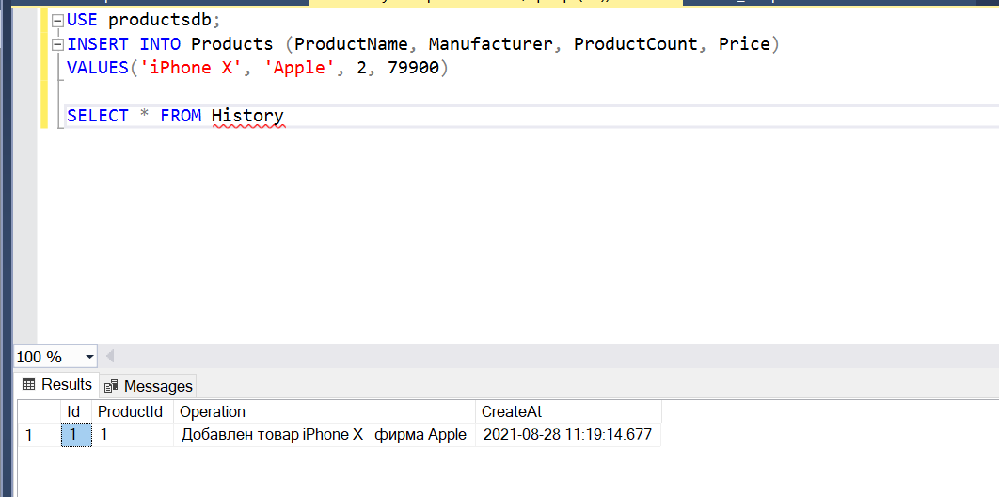 USE productsdb;
INSERT INTO Products (ProductName, Manufacturer, ProductCount, Price)
VALUES('iPhone X', 'Apple', 2, 79900)
SELECT * FROM History
100 %
Results Messages
Id ProductId Operation CreateAt
1 1 1 Добавлен товар iPhone X   фирма Apple 2021-08-28 11:19:14.677